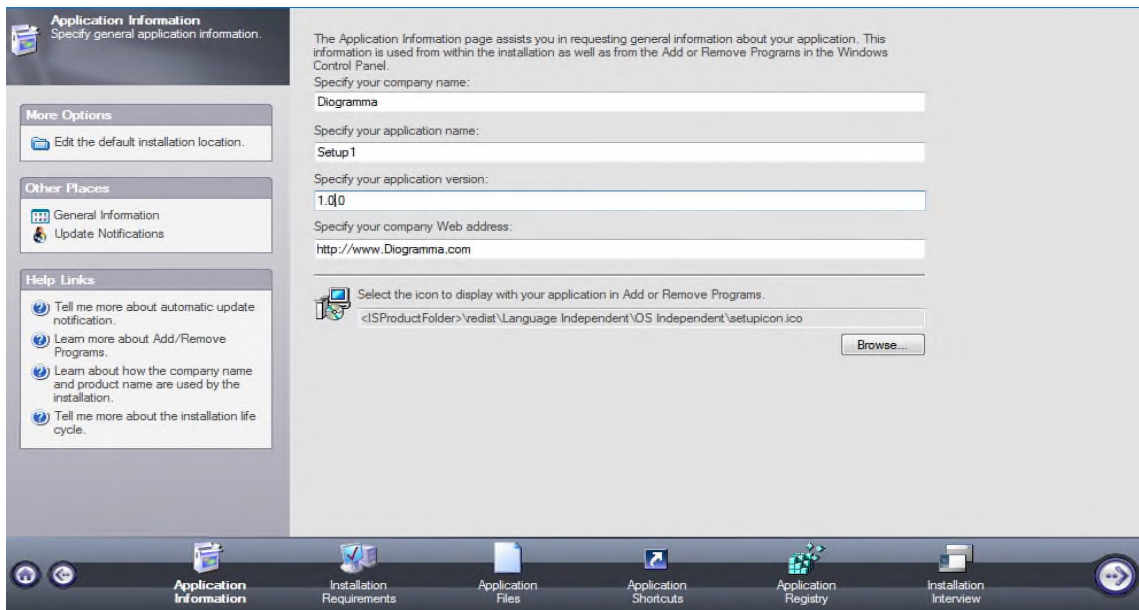 Application Information
Specify general application information.
More Options
Edit the default installation location.
Other Places
General Information
Update Notifications
Help Links
Tell me more about automatic update
notification.
Learn more about Add/Remove
Programs.
Learn about how the company name
and product name are used by the
installation.
Tell me more about the installation life
cycle.
The Application Information page assists you in requesting general information about your application. This
information is used from within the installation as well as from the Add or Remove Programs in the Windows
Control Panel.
Specify your company name:
Diogramma
Specify your application name:
Setup1
Specify your application version:
1.0.0
Specify your company Web address:
http://www.Diogramma.com
Select the icon to display with your application in Add or Remove Programs.
<ISProductFolder>\redist\Language Independent\OS Independent\setupicon.ico
Browse...
Application
Information
Installation
Requirements
Application
Files
Application
Shortcuts
Application
Registry
Installation
Interview